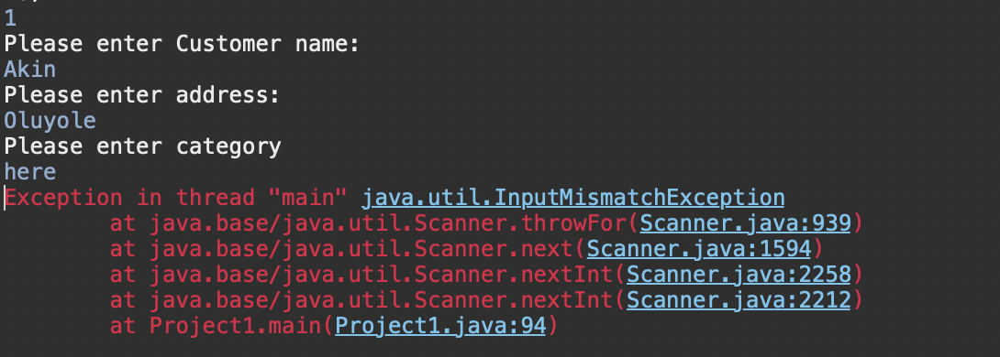 1
Please enter Customer name:
Akin
Please enter address:
Oluyole
Please enter category
here
Exception in thread "main" java.util.InputMismatchException
at java.base/java.util.Scanner.throwFor(Scanner.java:939)
at java.base/java.util.Scanner.next(Scanner.java:1594)
at java.base/java.util.Scanner.nextInt(Scanner.java:2258)
at java.base/java.util.Scanner.nextInt(Scanner.java:2212)
at Project1.main(Project1.java:94)